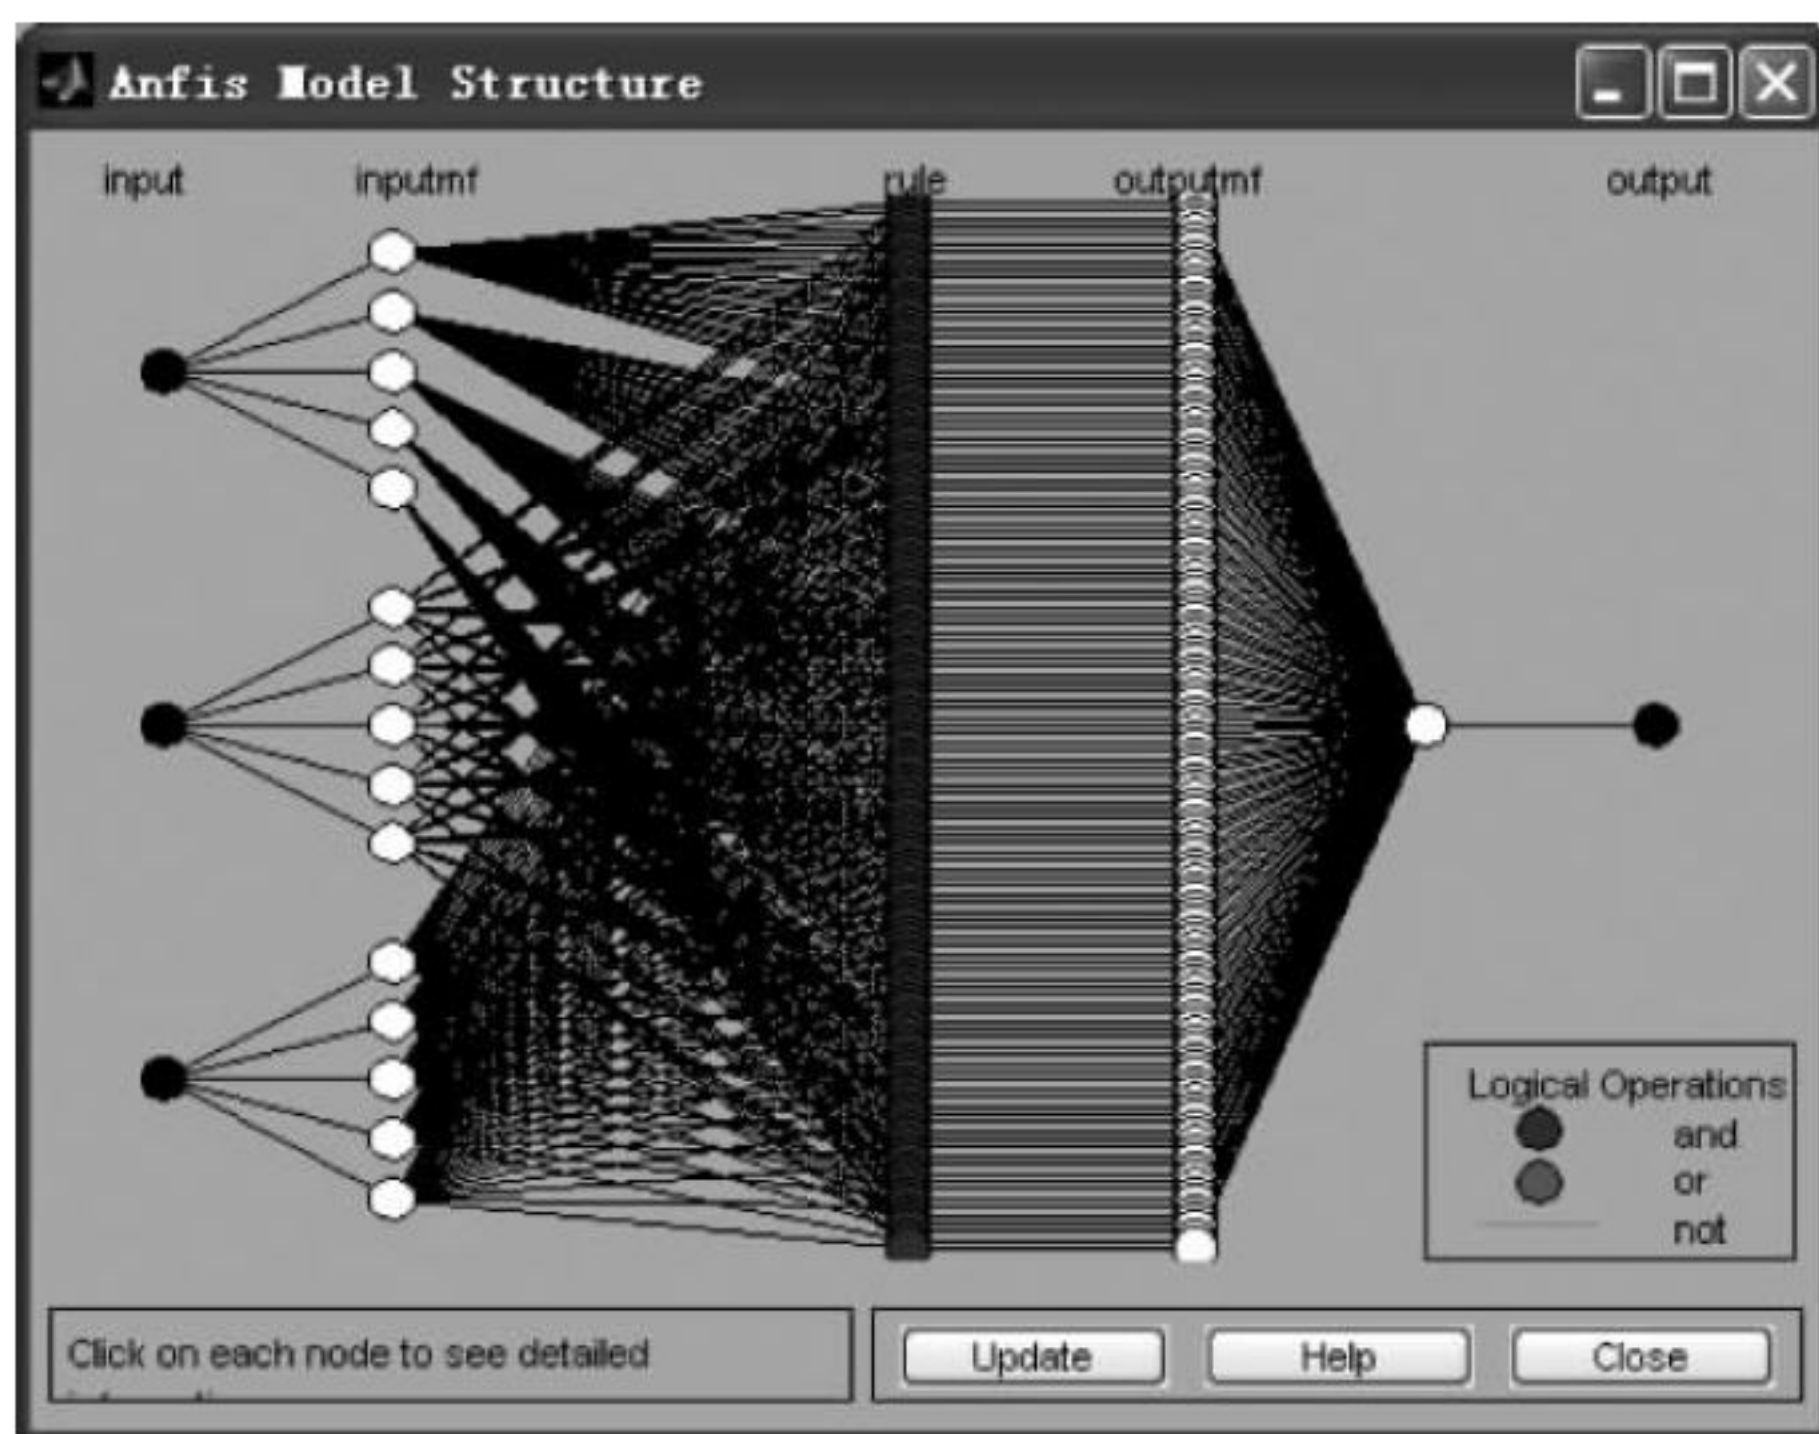 Anfis Model Structure
input inputmf rule outputmf output
Logical Operations
and
or
not
Click on each node to see detailed
Update Help Close